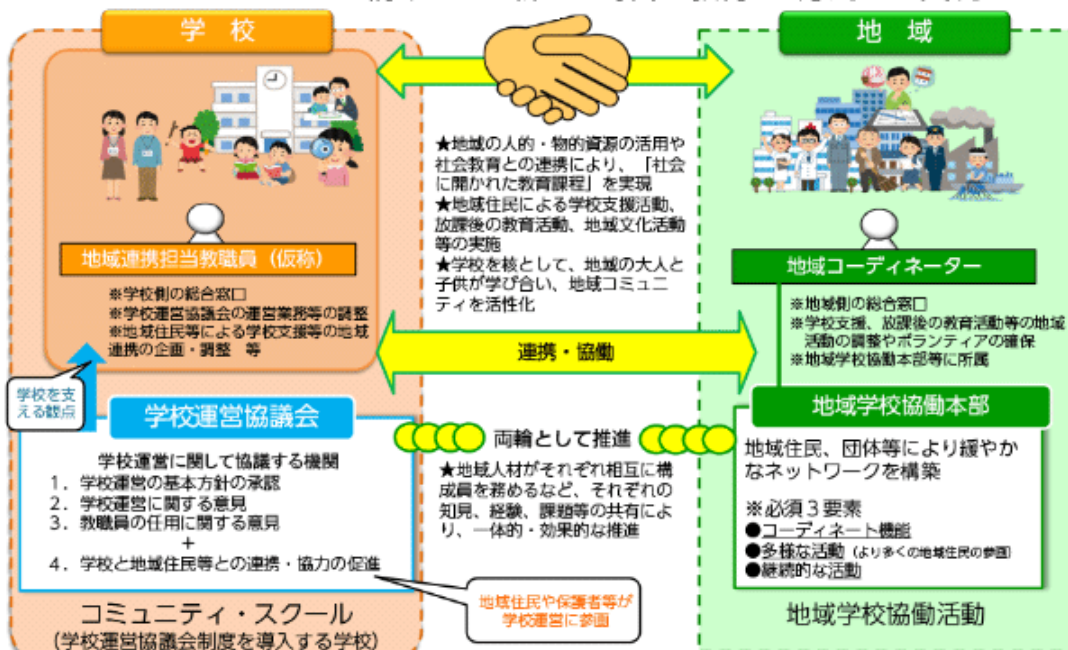 学 校
地 域
★地域の人的・物的資源の活用や
社会教育との連携により、「社会
に開かれた教育課程」を実現
★地域住民による学校支援活動、
放課後の教育活動、地域文化活動
等の実施
★学校を核として、地域の大人と
子供が学び合い、地域コミュニ
ティを活性化
地域連携担当教職員（仮称）
※学校側の総合窓口
※学校運営協議会の運営業務等の調整
※地域住民等による学校支援等の地域
連携の企画・調整 等
地域コーディネーター
※地域側の総合窓口
※学校支援、放課後の教育活動等の地域
活動の調整やボランティアの確保
※地域学校協働本部等に所属
連携・協働
学校を支
える観点
学校運営協議会
学校運営に関して協議する機関
1．学校運営の基本方針の承認
2．学校運営に関する意見
3．教職員の任用に関する意見
＋
4．学校と地域住民等との連携・協力の促進
両輪として推進
★地域人材がそれぞれ相互に構
成員を務めるなど、それぞれの
知見、経験、課題等の共有によ
り、一体的・効果的な推進
地域学校協働本部
地域住民、団体等により緩やか
なネットワークを構築
※必須３要素
●コーディネート機能
●多様な活動（より多くの地域住民の参画）
●継続的な活動
地域住民や保護者等が
学校運営に参画
コミュニティ・スクール
（学校運営協議会制度を導入する学校）
地域学校協働活動